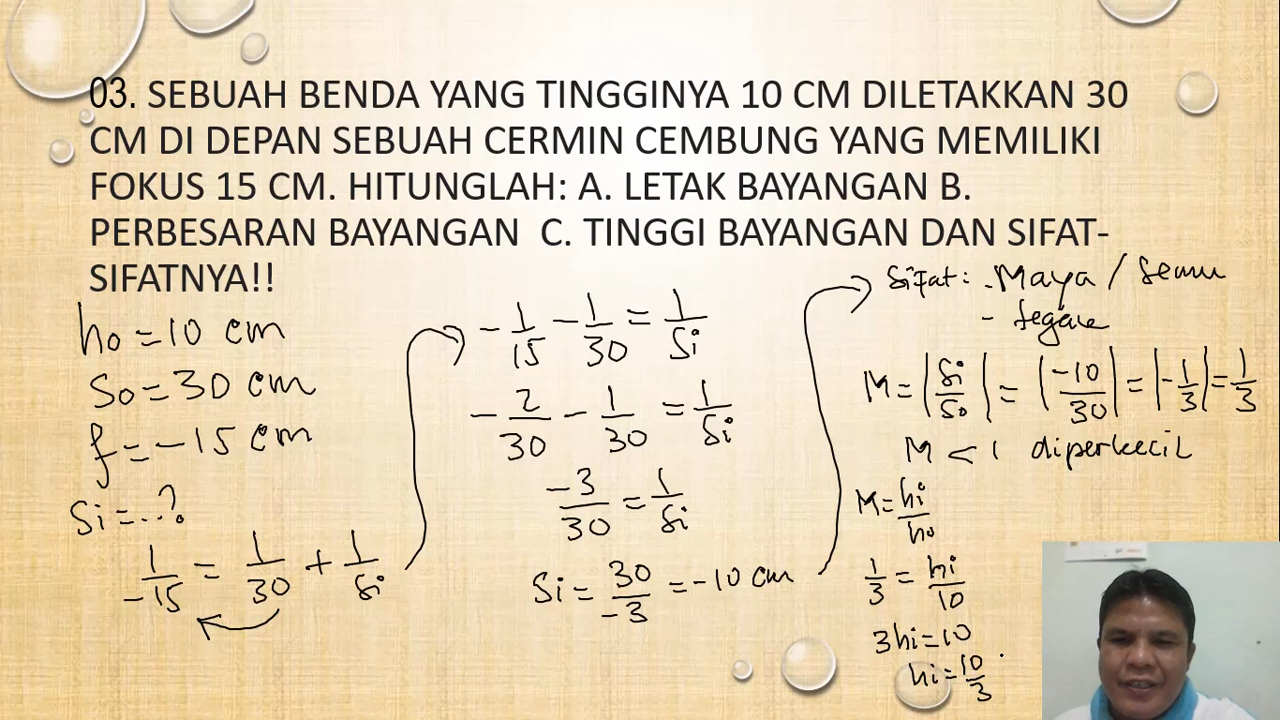 03. SEBUAH BENDA YANG TINGGINYA 10 CM DILETAKKAN 30
CM DI DEPAN SEBUAH CERMIN CEMBUNG YANG MEMILIKI
FOKUS 15 CM. HITUNGLAH: A. LETAK BAYANGAN B.
PERBESARAN BAYANGAN C. TINGGI BAYANGAN DAN SIFAT-
SIFATNYA!!
ho = 10 cm
So = 30 cm
f = -15 cm
Si = ..?
1/-15 = 1/30 + 1/Si
-1/15 - 1/30 = 1/Si
-2/30 - 1/30 = 1/Si
-3/30 = 1/Si
Si = 30/-3 = -10 cm
Sifat: - Maya / Semu
- tegak
M = |Si/So| = |-10/30| = |-1/3| = 1/3
M < 1 diperkecil
M = hi/ho
1/3 = hi/10
3hi = 10
hi = 10/3